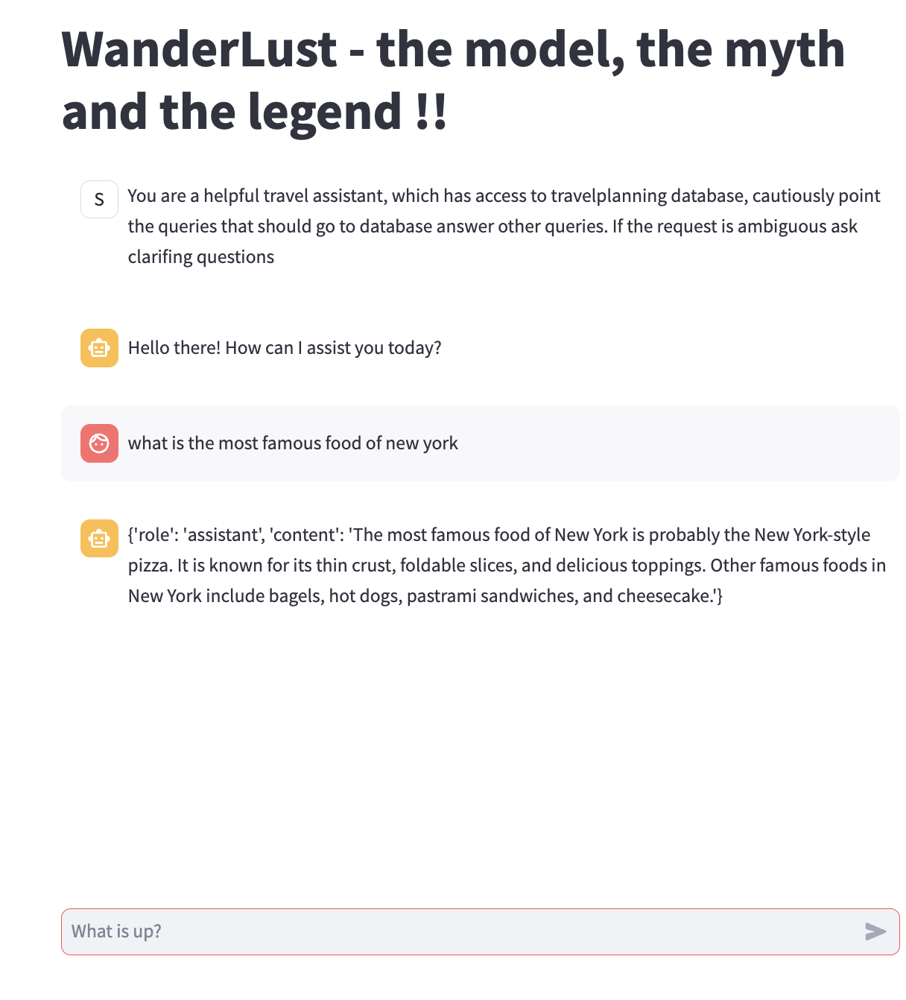 WanderLust - the model, the myth
and the legend !!
S
You are a helpful travel assistant, which has access to travelplanning database, cautiously point
the queries that should go to database answer other queries. If the request is ambiguous ask
clarifing questions
Hello there! How can I assist you today?
what is the most famous food of new york
{'role': 'assistant', 'content': 'The most famous food of New York is probably the New York-style
pizza. It is known for its thin crust, foldable slices, and delicious toppings. Other famous foods in
New York include bagels, hot dogs, pastrami sandwiches, and cheesecake.'}
What is up?